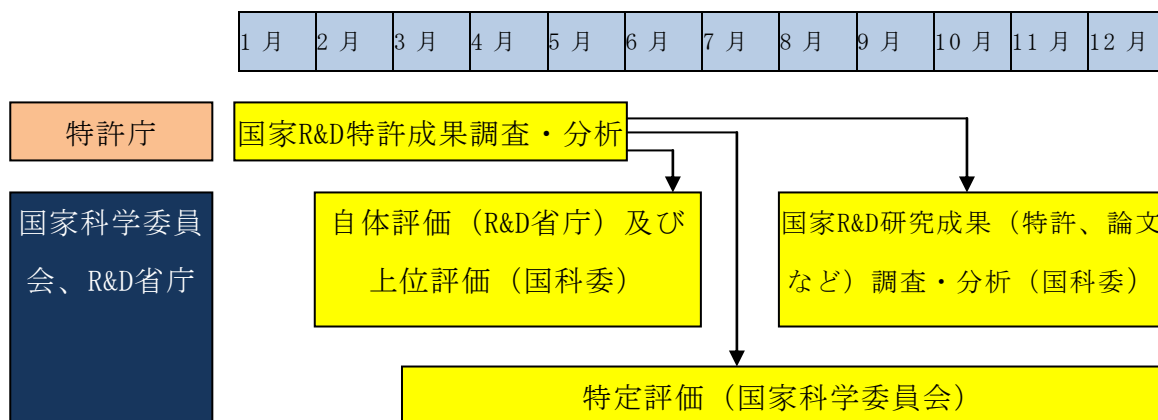 1 月 2 月 3 月 4 月 5 月 6 月 7 月 8 月 9 月 10 月 11 月 12 月
特許庁
国家R&D特許成果調査・分析
国家科学委員
会、R&D省庁
自体評価（R&D省庁）及び
上位評価（国科委）
国家R&D研究成果（特許、論文
など）調査・分析（国科委）
特定評価（国家科学委員会）